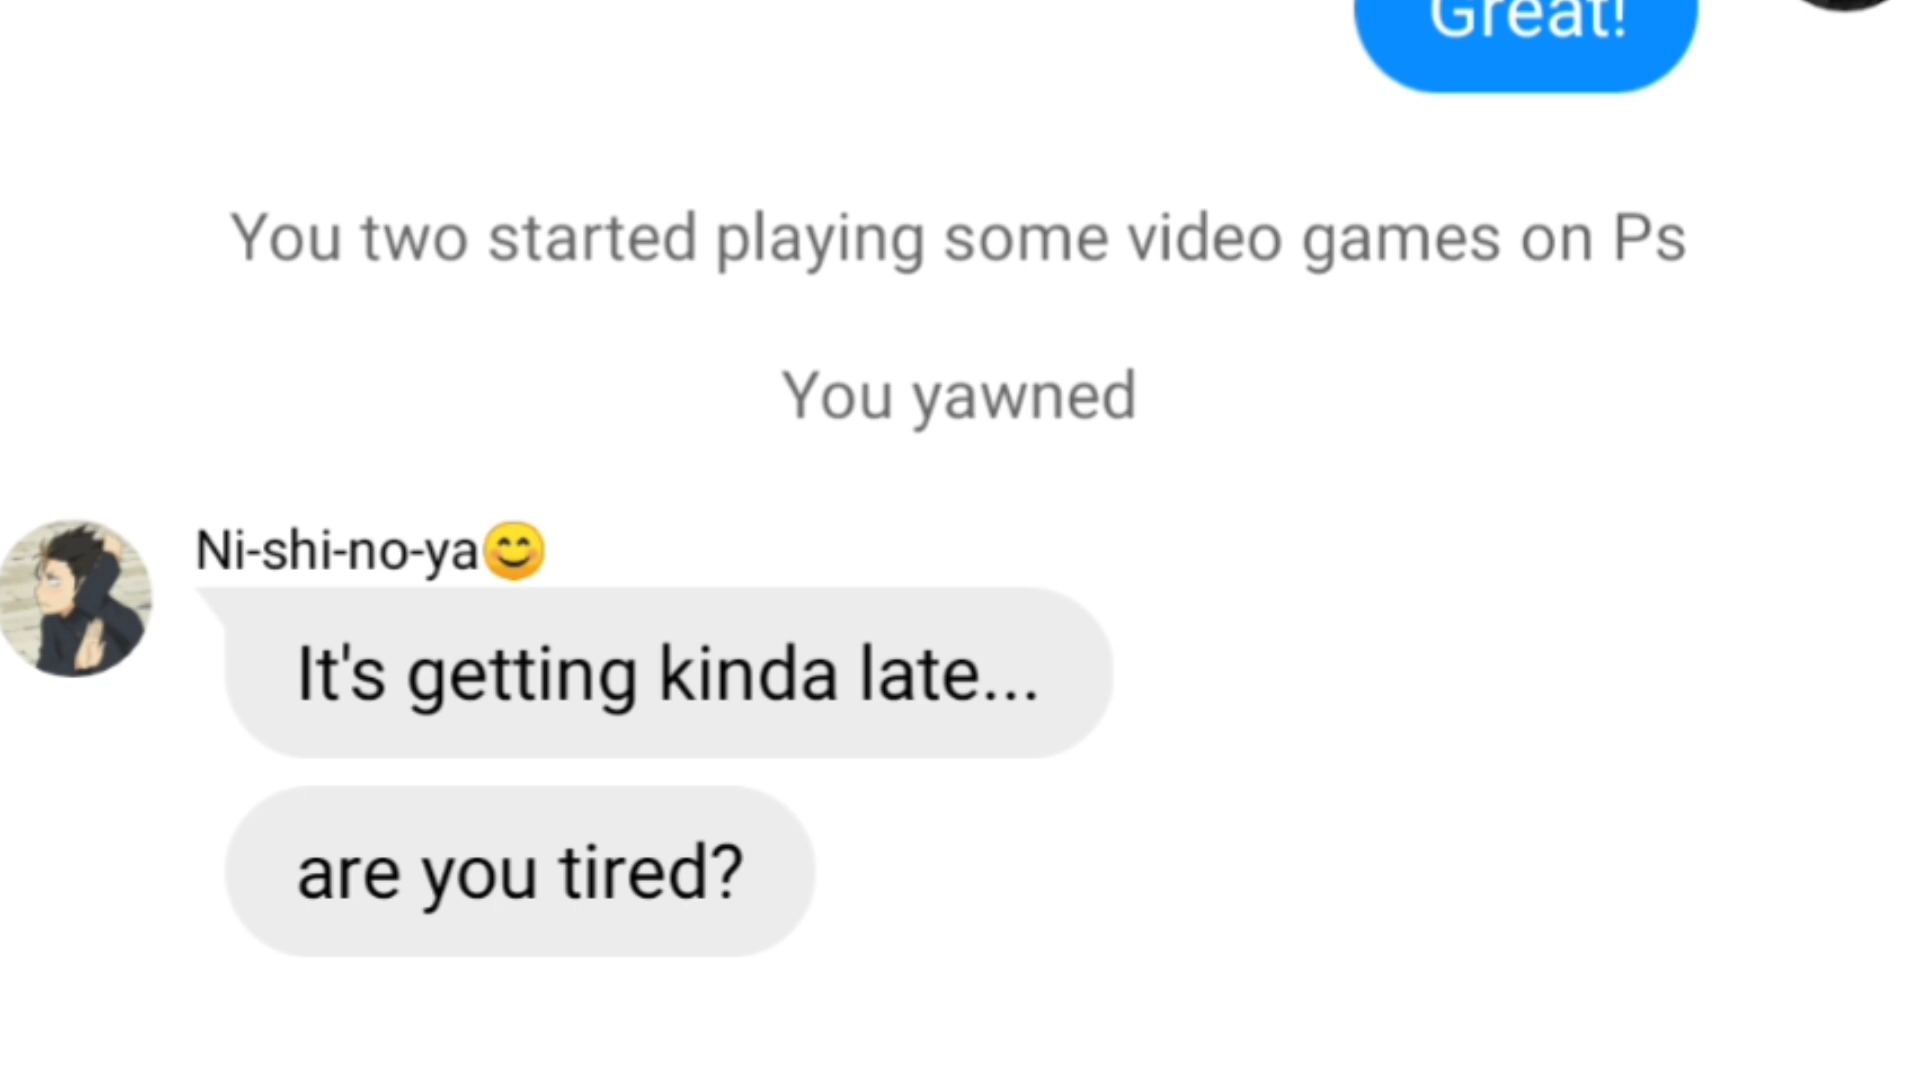 Great!
You two started playing some video games on Ps
You yawned
Ni-shi-no-ya😊
It's getting kinda late...
are you tired?